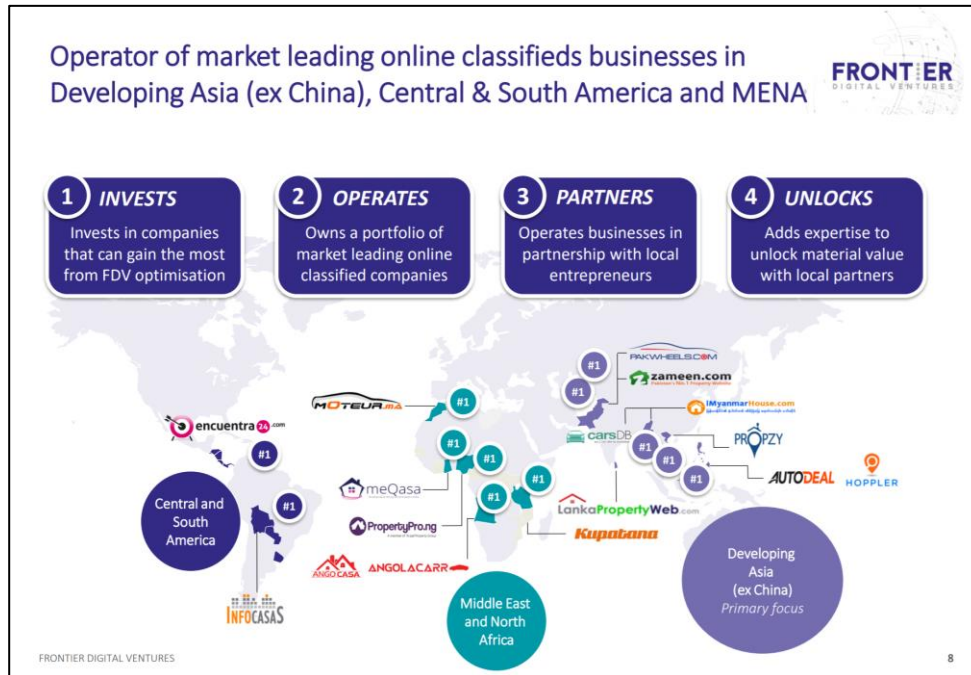 Operator of market leading online classifieds businesses in
Developing Asia (ex China), Central & South America and MENA
FRONTIER
DIGITAL VENTURES
1 INVESTS
Invests in companies
that can gain the most
from FDV optimisation
2 OPERATES
Owns a portfolio of
market leading online
classified companies
3 PARTNERS
Operates businesses in
partnership with local
entrepreneurs
4 UNLOCKS
Adds expertise to
unlock material value
with local partners
encuentra24.com
#1
Central and
South
America
#1
INFOCASAS
MOTEUR.MA
#1
meQasa
#1
#1
PropertyPro.ng
ANGOCASA
ANGOLACARR
#1
#1
Kupatana
Middle East
and North
Africa
#1
#1
PAKWHEELS.COM
zameen.com
Pakistan's No.1 Property Website
iMyanmarHouse.com
carsDB
PROPZY
#1
#1
#1
AUTODEAL
HOPPLER
LankaPropertyWeb.com
Developing
Asia
(ex China)
Primary focus
FRONTIER DIGITAL VENTURES
8